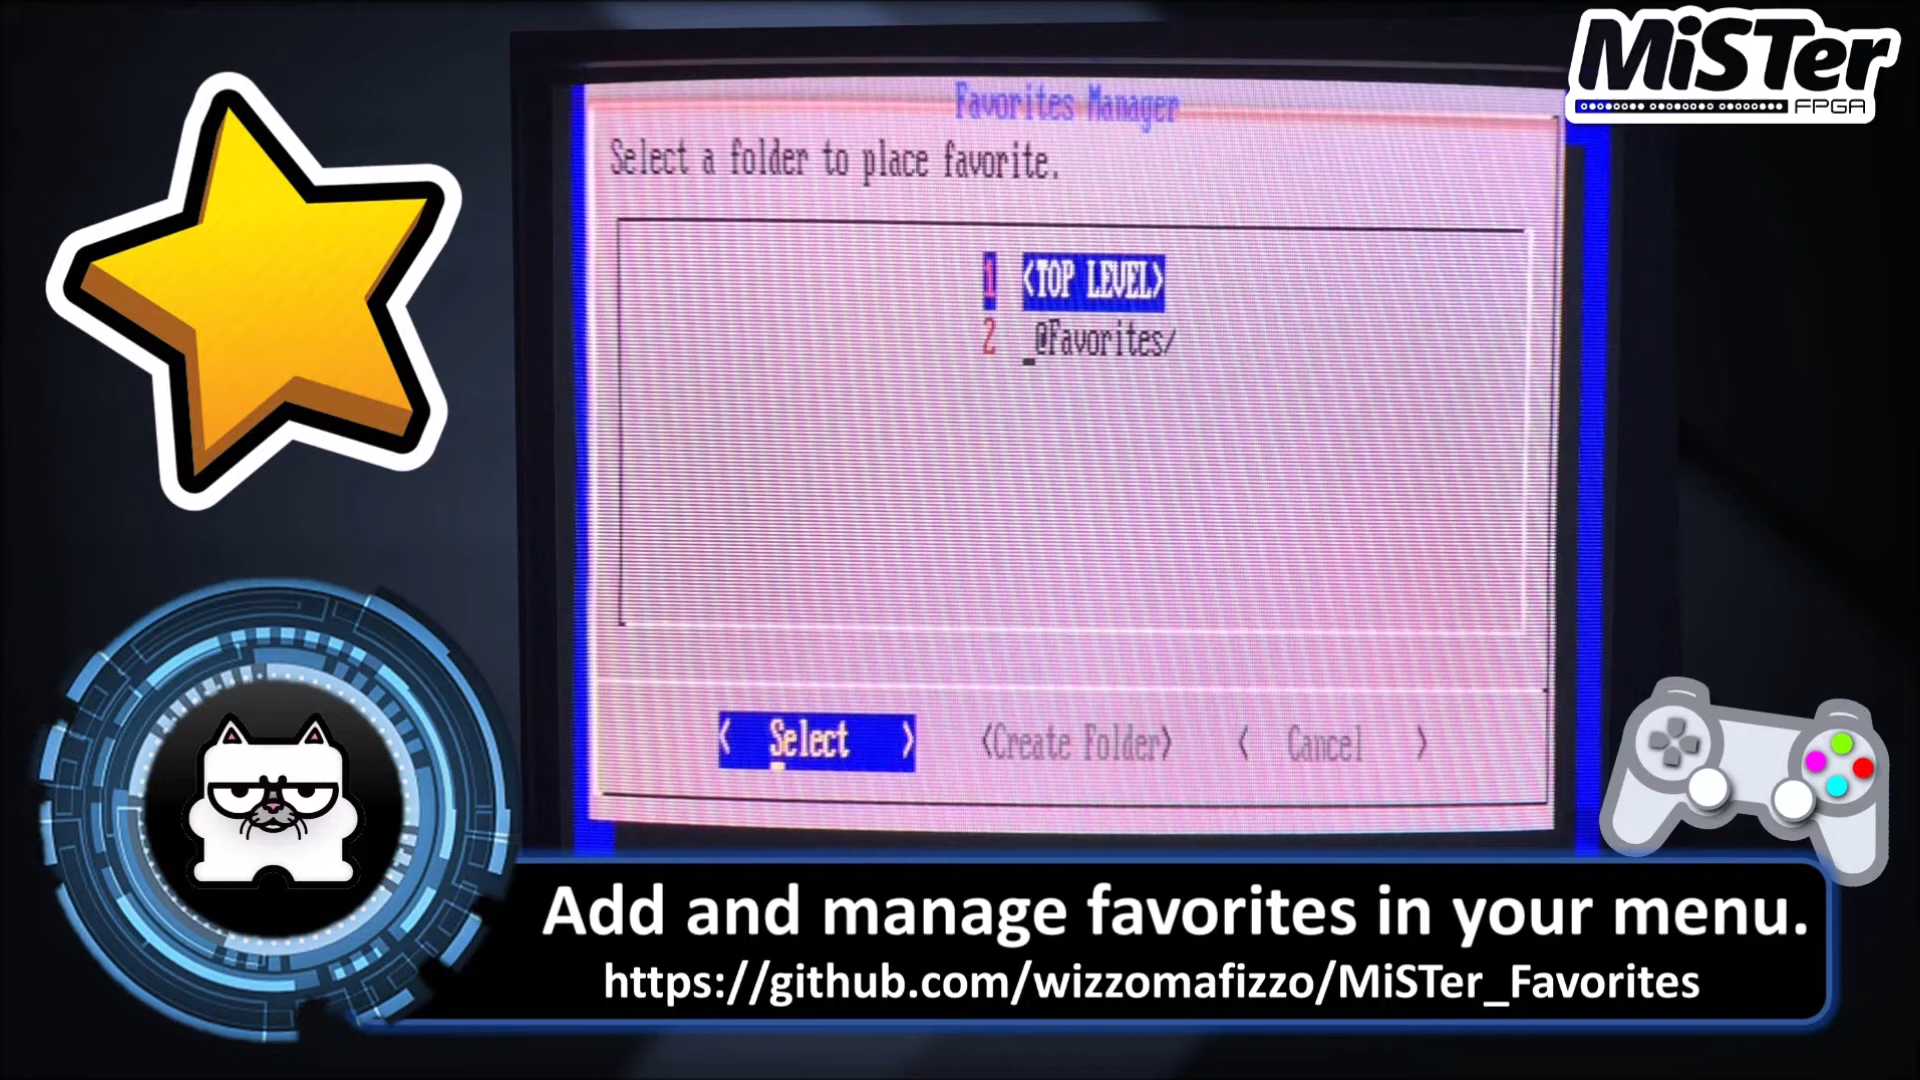 MiSTer
FPGA
Favorites Manager
Select a folder to place favorite.
1 <TOP LEVEL>
2 _@Favorites/
< Select > <Create Folder> < Cancel >
Add and manage favorites in your menu.
https://github.com/wizzomafizzo/MiSTer_Favorites